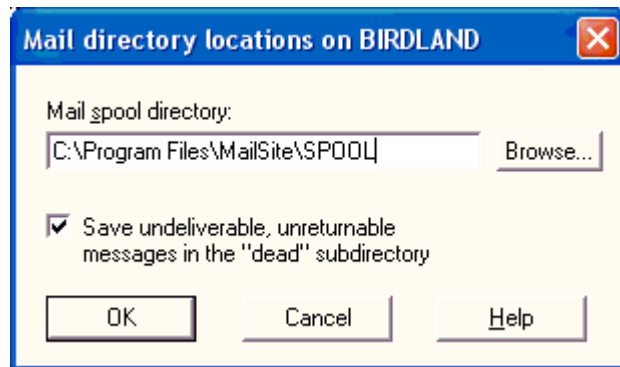 Mail directory locations on BIRDLAND
Mail spool directory:
C:\Program Files\MailSite\SPOOL
Browse...
Save undeliverable, unreturnable
messages in the "dead" subdirectory
OK Cancel Help